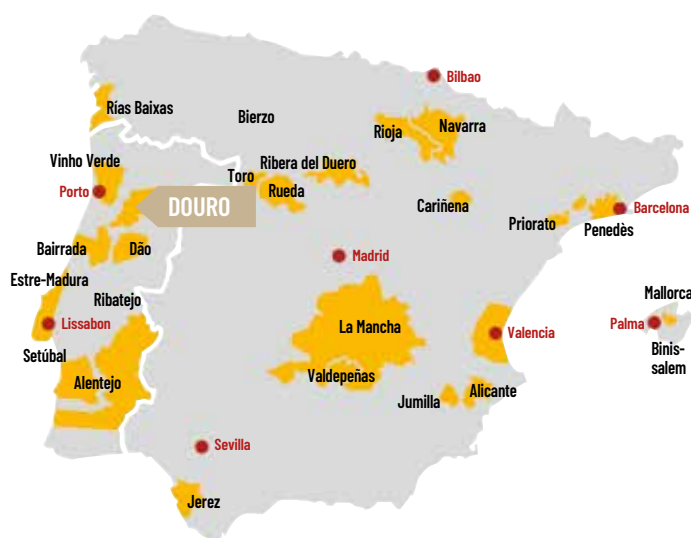 Bilbao
Rías Baixas
Bierzo
Navarra
Rioja
Vinho Verde
Ribera del Duero
Toro
Rueda
Porto
DOURO
Cariñena
Barcelona
Priorato
Penedès
Bairrada
Dão
Madrid
Estre-Madura
Ribatejo
Mallorca
Lissabon
La Mancha
Valencia
Palma
Binis-
salem
Setúbal
Alentejo
Valdepeñas
Alicante
Jumilla
Sevilla
Jerez